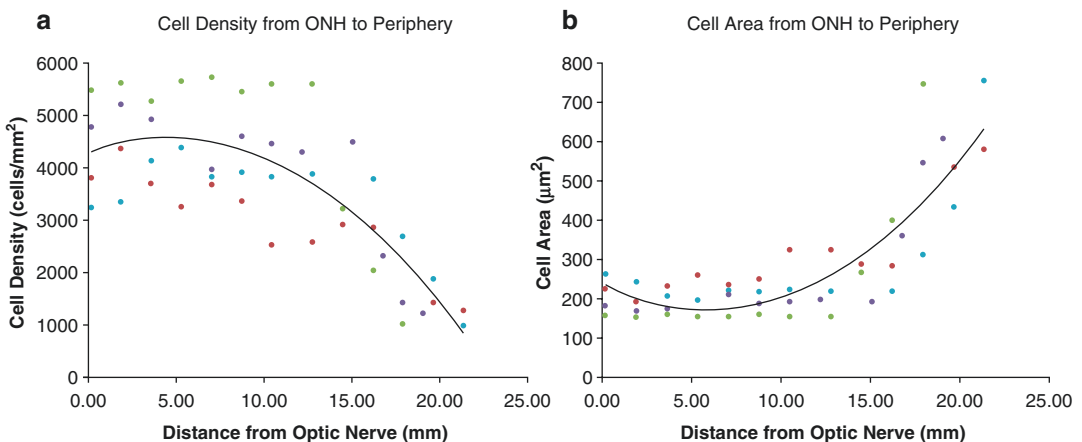 a
Cell Density from ONH to Periphery
Cell Density (cells/mm²)
6000
5000
4000
3000
2000
1000
0
0.00 5.00 10.00 15.00 20.00 25.00
Distance from Optic Nerve (mm)
b
Cell Area from ONH to Periphery
Cell Area (μm²)
800
700
600
500
400
300
200
100
0
0.00 5.00 10.00 15.00 20.00 25.00
Distance from Optic Nerve (mm)